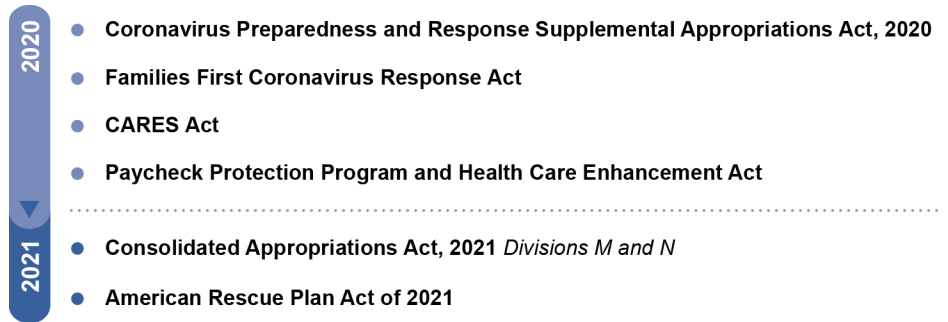 2020
Coronavirus Preparedness and Response Supplemental Appropriations Act, 2020
Families First Coronavirus Response Act
CARES Act
Paycheck Protection Program and Health Care Enhancement Act
2021
Consolidated Appropriations Act, 2021 Divisions M and N
American Rescue Plan Act of 2021